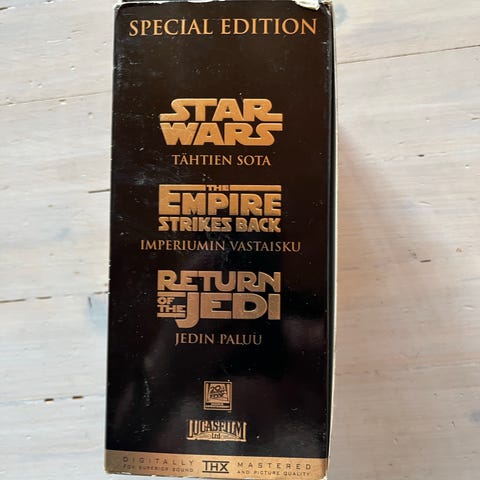 SPECIAL EDITION
STAR
WARS
TÄHTIEN SOTA
THE
EMPIRE
STRIKES BACK
IMPERIUMIN VASTAISKU
RETURN
OF THE JEDI
JEDIN PALUU
LUCASFILM
Ltd
DIGITALLY THX MASTERED
FOR SUPERIOR SOUND AND PICTURE QUALITY